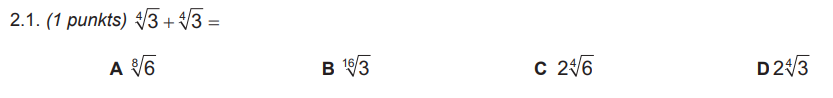 2.1. (1 punkts) ∜3 + ∜3 =
A ⁸√6 B ¹⁶√3 C 2∜6 D 2∜3